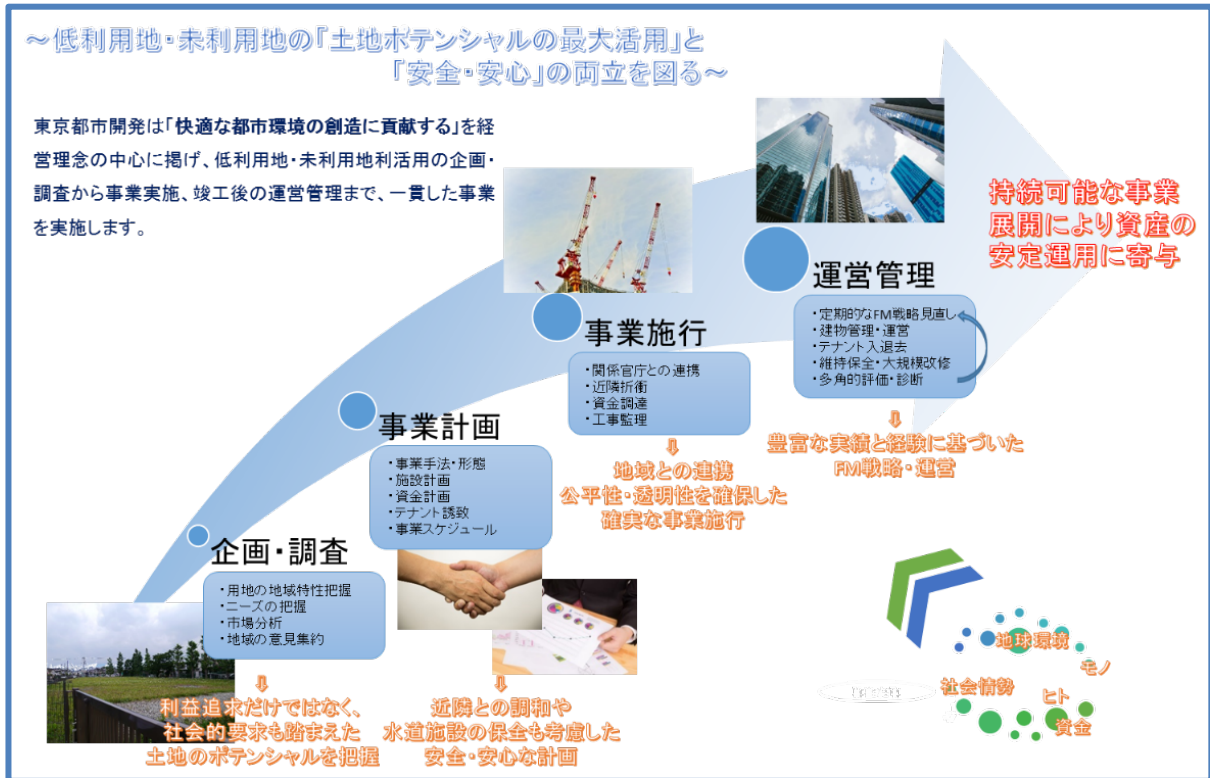 ～低利用地・未利用地の「土地ポテンシャルの最大活用」と
「安全・安心」の両立を図る～
東京都市開発は「快適な都市環境の創造に貢献する」を経
営理念の中心に掲げ、低利用地・未利用地利活用の企画・
調査から事業実施、竣工後の運営管理まで、一貫した事業
を実施します。
持続可能な事業
展開により資産の
安定運用に寄与
運営管理
・定期的なFM戦略見直し
・建物管理・運営
・テナント入退去
・維持保全・大規模改修
・多角的評価・診断
⇓
豊富な実績と経験に基づいた
FM戦略・運営
事業施行
・関係官庁との連携
・近隣折衝
・資金調達
・工事監理
⇓
地域との連携
公平性・透明性を確保した
確実な事業施行
事業計画
・事業手法・形態
・施設計画
・資金計画
・テナント誘致
・事業スケジュール
⇓
近隣との調和や
水道施設の保全も考慮した
安全・安心な計画
企画・調査
・用地の地域特性把握
・ニーズの把握
・市場分析
・地域の意見集約
⇓
利益追求だけではなく、
社会的要求も踏まえた
土地のポテンシャルを把握
地球環境
モノ
社会情勢
ヒト
資金